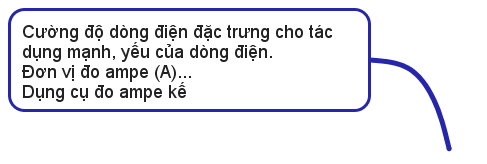 Cường độ dòng điện đặc trưng cho tác
dụng mạnh, yếu của dòng điện.
Đơn vị đo ampe (A)...
Dụng cụ đo ampe kế